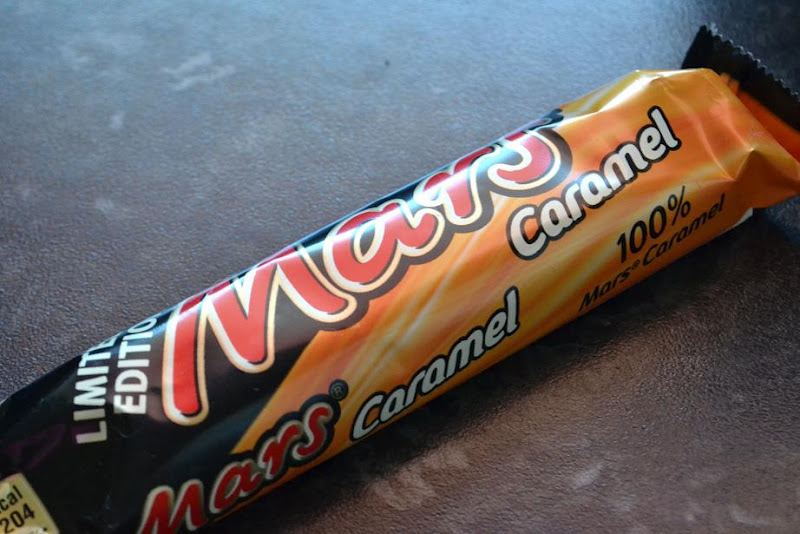 LIMITED
EDITION
Mars
Caramel
100%
Mars® Caramel
Mars® Caramel
kcal
204